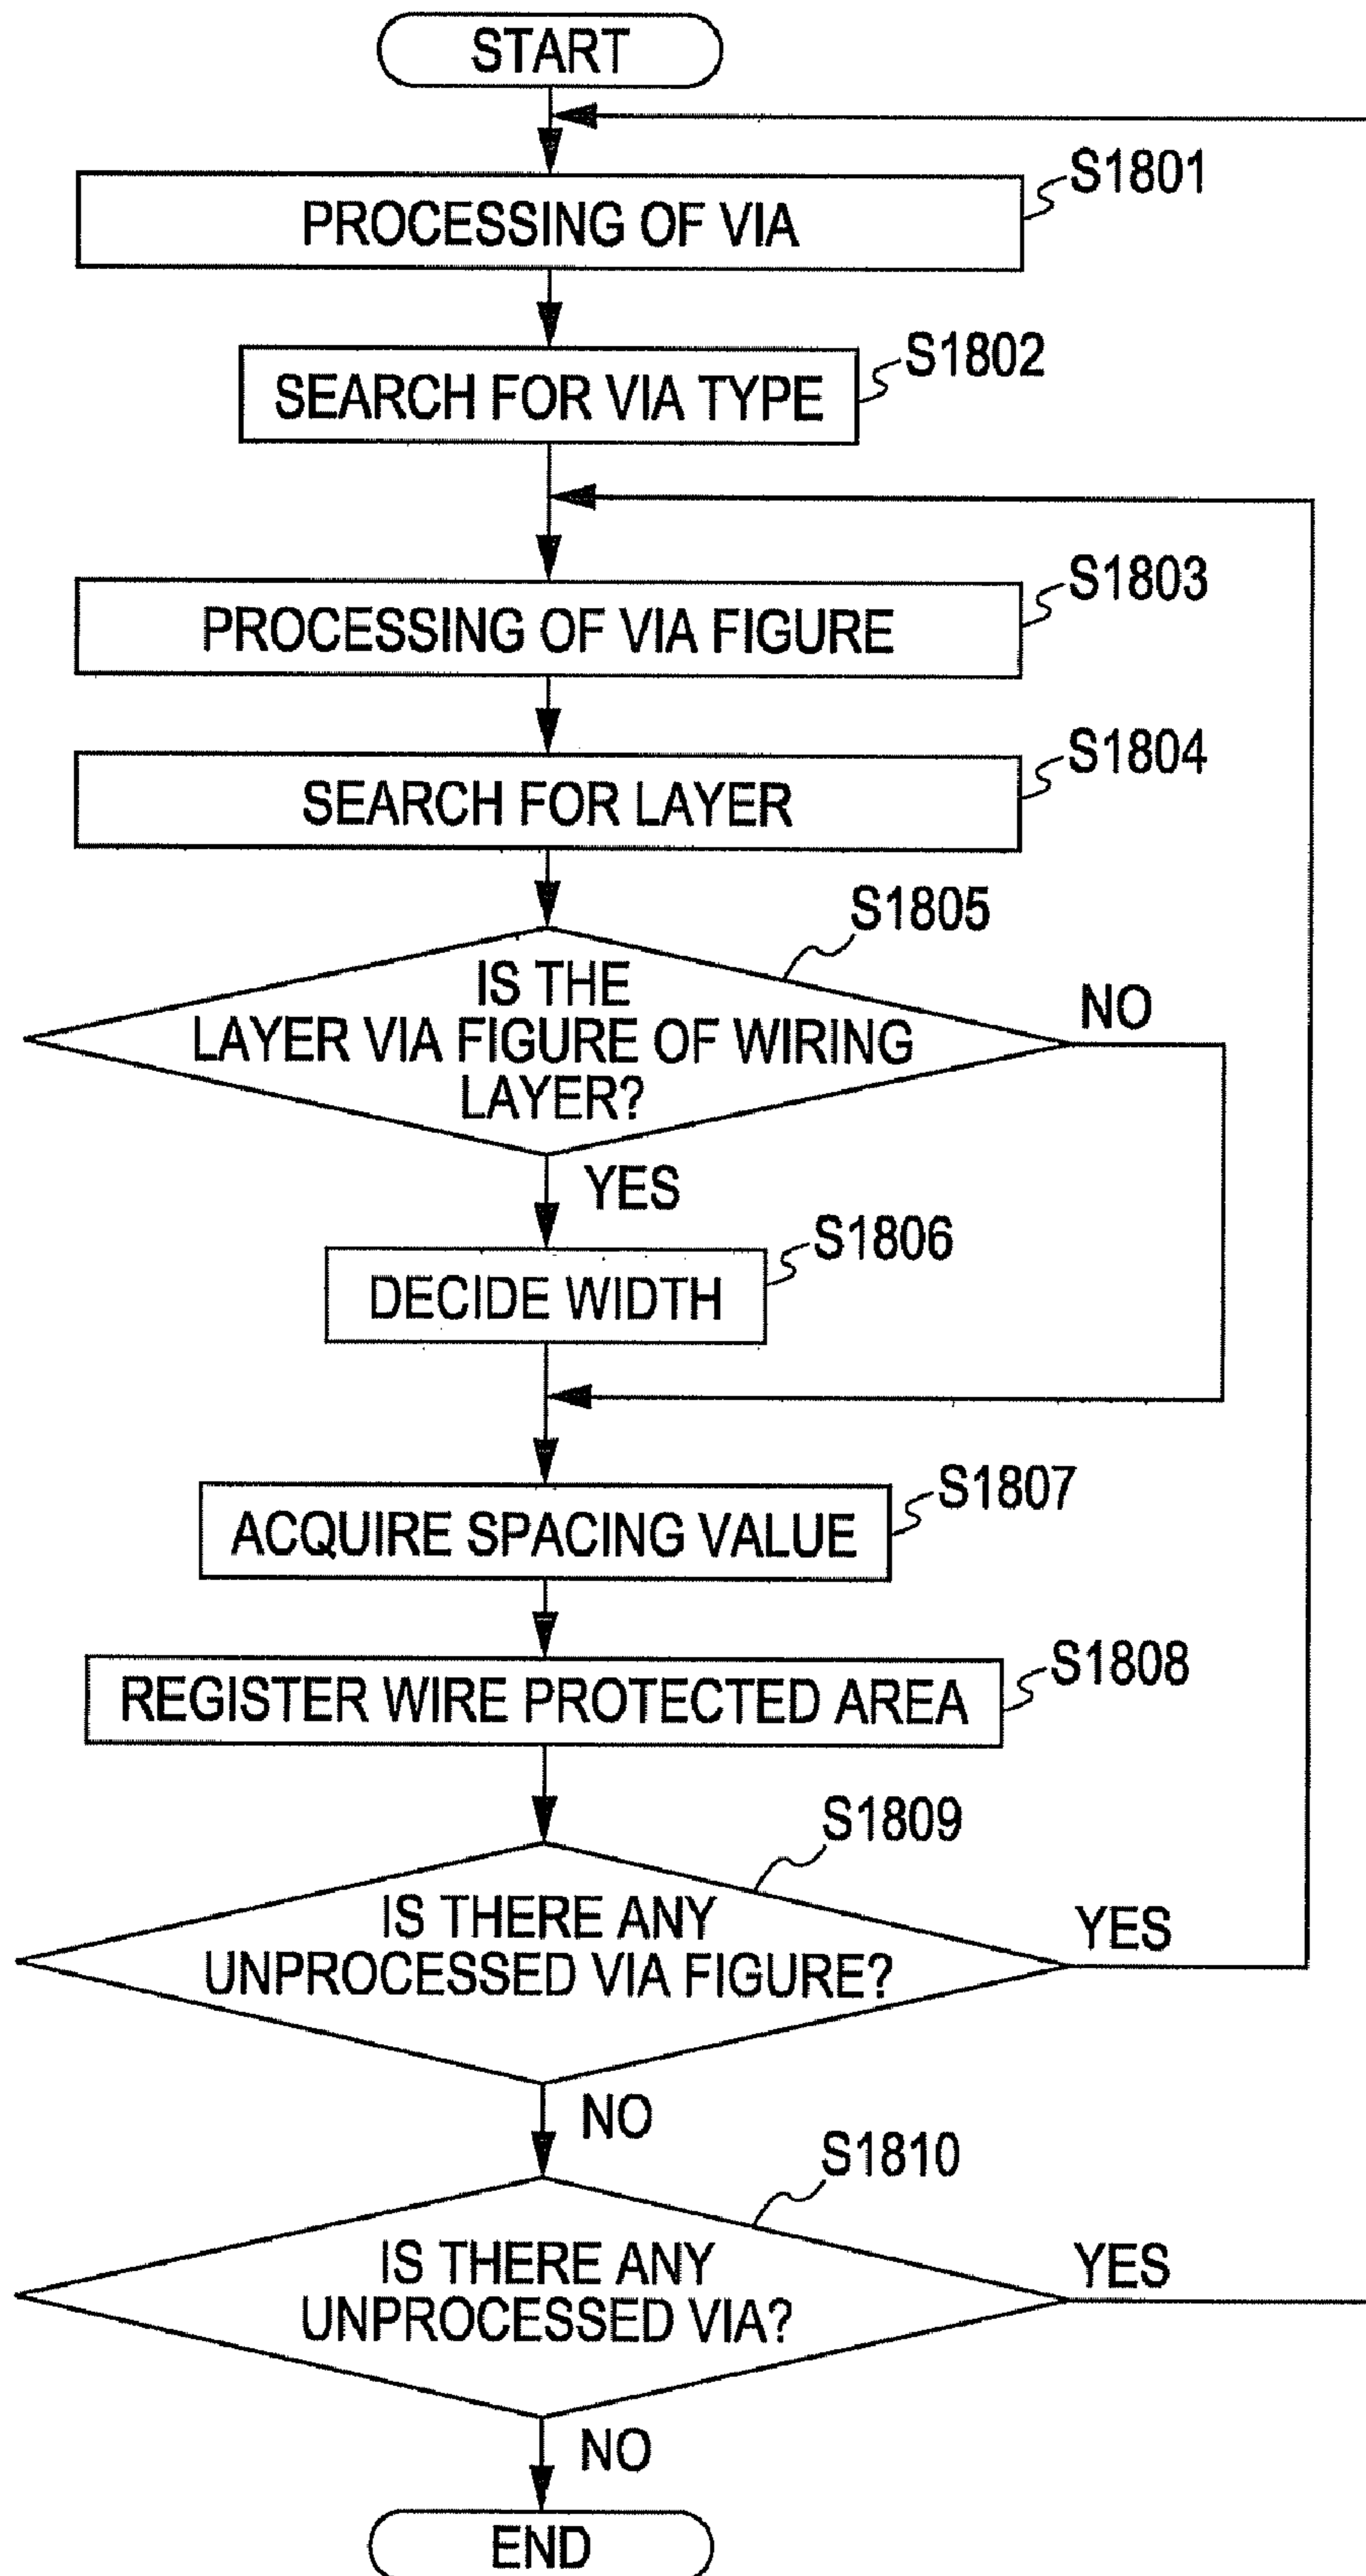 START
S1801
PROCESSING OF VIA
S1802
SEARCH FOR VIA TYPE
S1803
PROCESSING OF VIA FIGURE
S1804
SEARCH FOR LAYER
S1805
IS THE
LAYER VIA FIGURE OF WIRING
LAYER?
NO
YES
S1806
DECIDE WIDTH
S1807
ACQUIRE SPACING VALUE
S1808
REGISTER WIRE PROTECTED AREA
S1809
IS THERE ANY
UNPROCESSED VIA FIGURE?
YES
NO
S1810
IS THERE ANY
UNPROCESSED VIA?
YES
NO
END